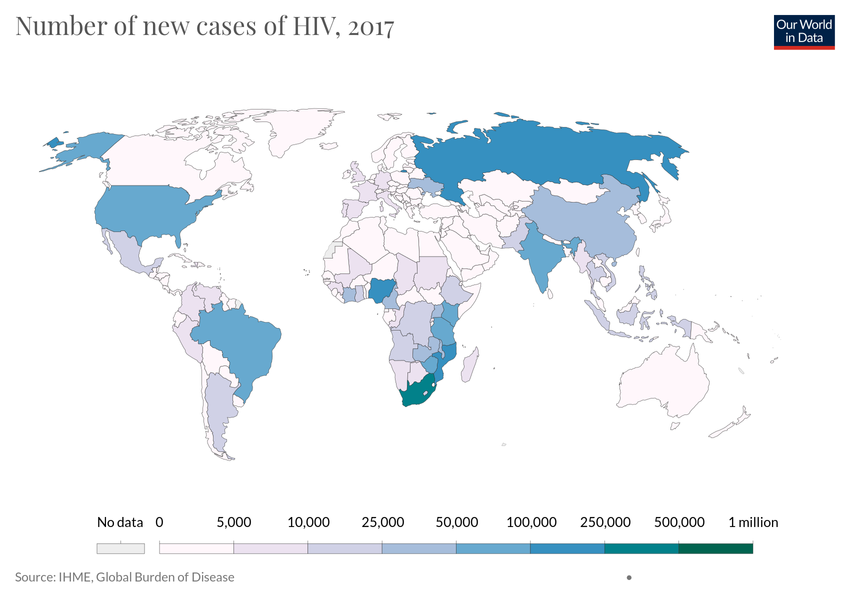 Number of new cases of HIV, 2017
Our World
in Data
No data 0 5,000 10,000 25,000 50,000 100,000 250,000 500,000 1 million
Source: IHME, Global Burden of Disease